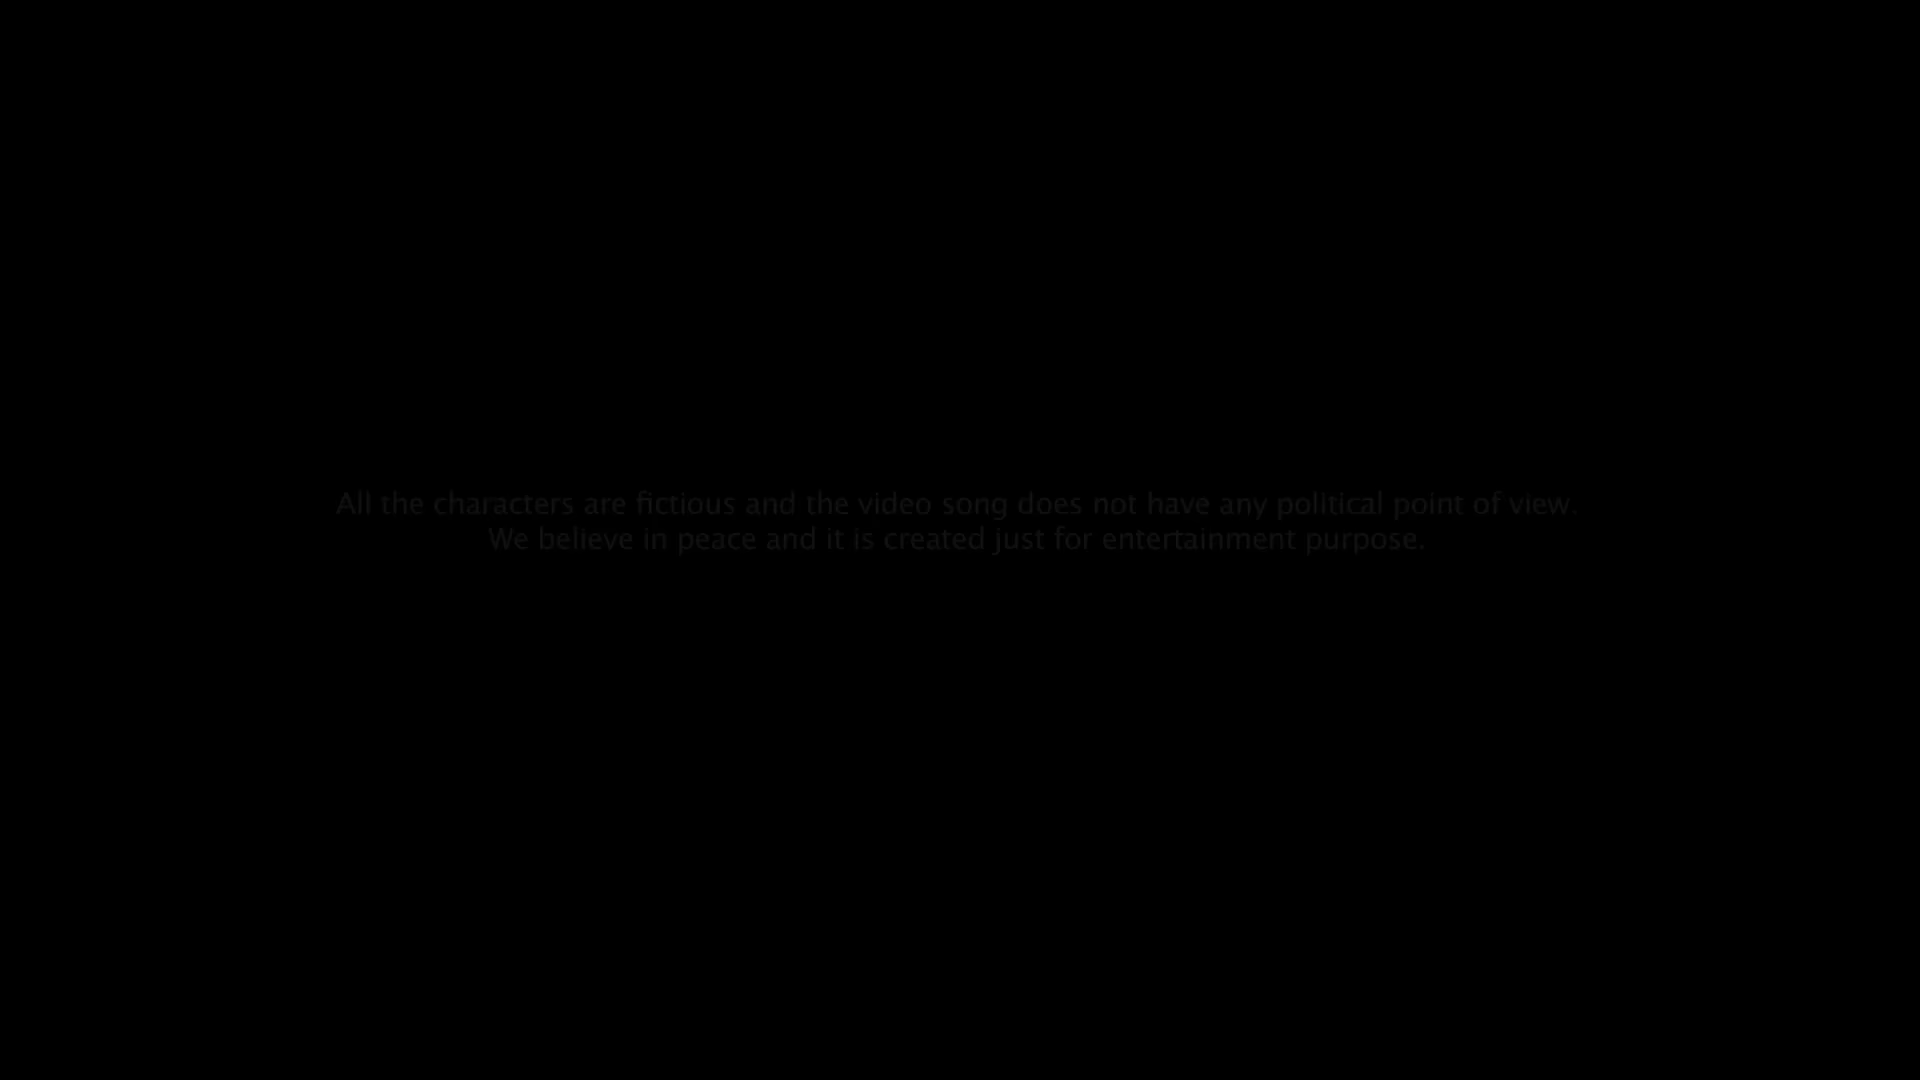 All the characters are fictious and the video song does not have any political point of view.
We believe in peace and it is created just for entertainment purpose.